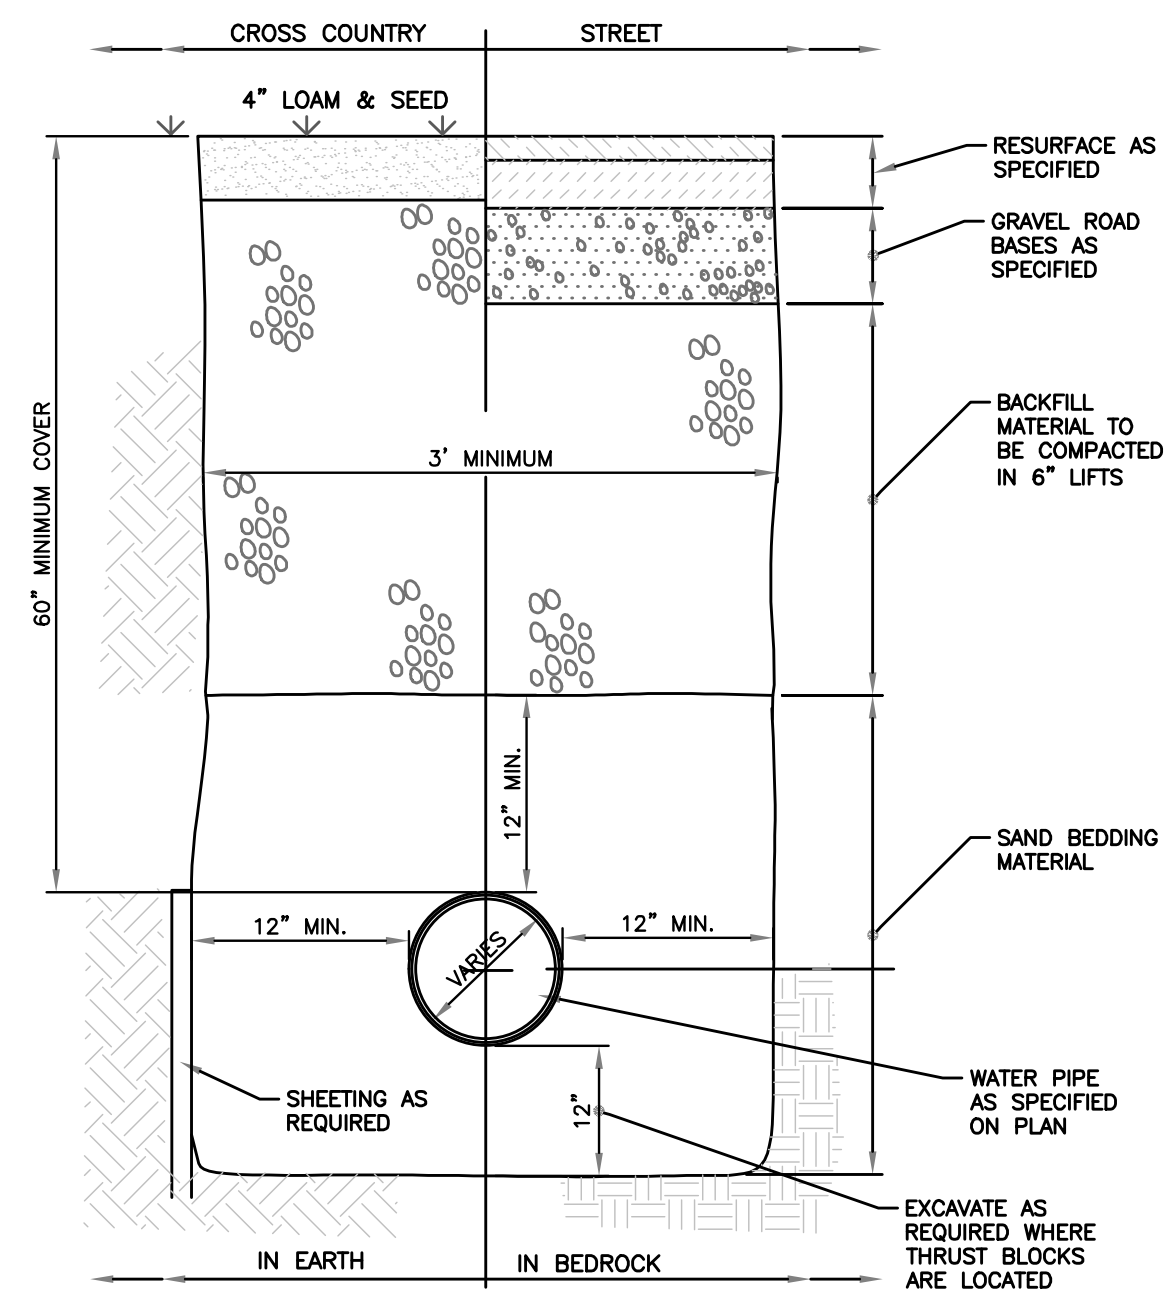 CROSS COUNTRY
STREET
4" LOAM & SEED
RESURFACE AS
SPECIFIED
GRAVEL ROAD
BASES AS
SPECIFIED
BACKFILL
MATERIAL TO
BE COMPACTED
IN 6" LIFTS
3' MINIMUM
60" MINIMUM COVER
12" MIN.
SAND BEDDING
MATERIAL
12" MIN.
12" MIN.
VARIES
WATER PIPE
AS SPECIFIED
ON PLAN
SHEETING AS
REQUIRED
12"
EXCAVATE AS
REQUIRED WHERE
THRUST BLOCKS
ARE LOCATED
IN EARTH
IN BEDROCK